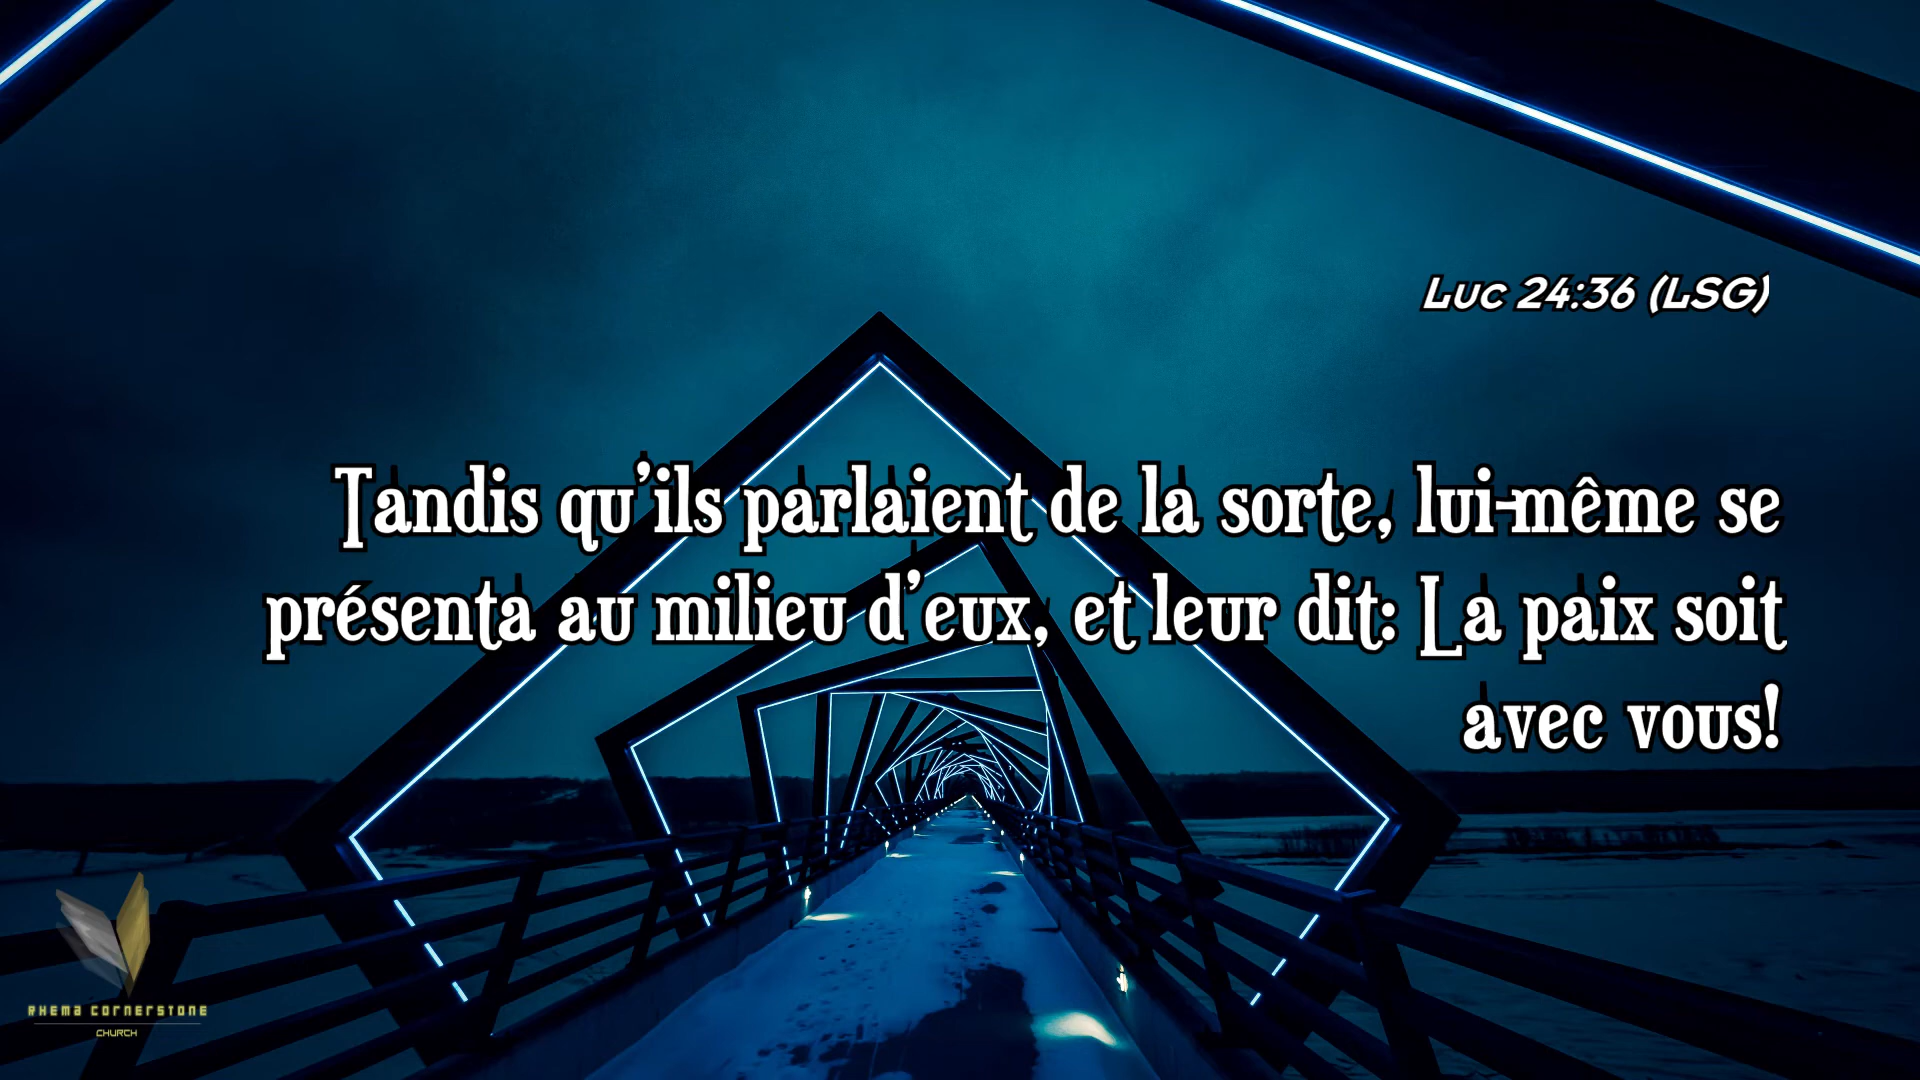 Luc 24:36 (LSG)
Tandis qu'ils parlaient de la sorte, lui-même se
présenta au milieu d'eux, et leur dit: La paix soit
avec vous!
RHEMA CORNERSTONE
CHURCH